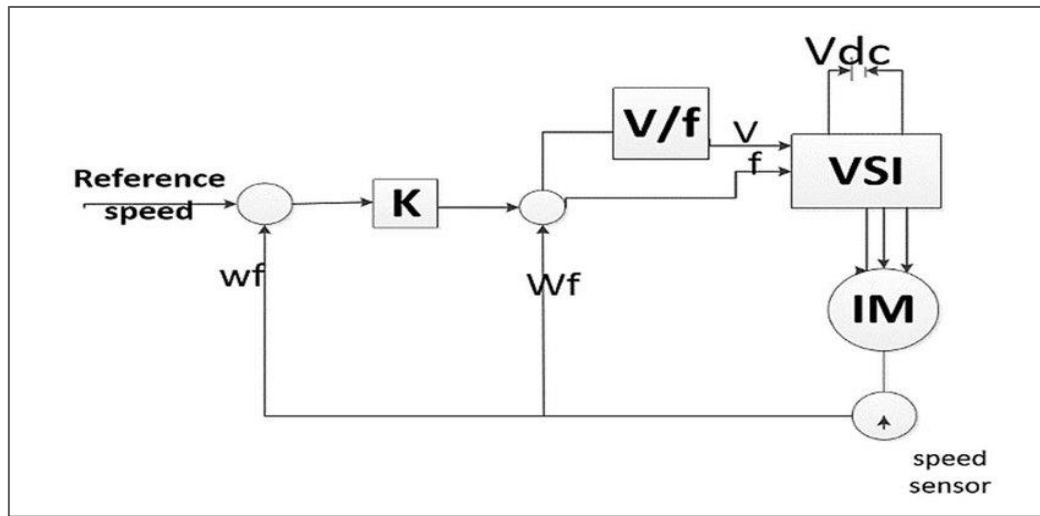 Vdc
V/f
V
f
VSI
Reference
speed
K
wf
Wf
IM
speed
sensor